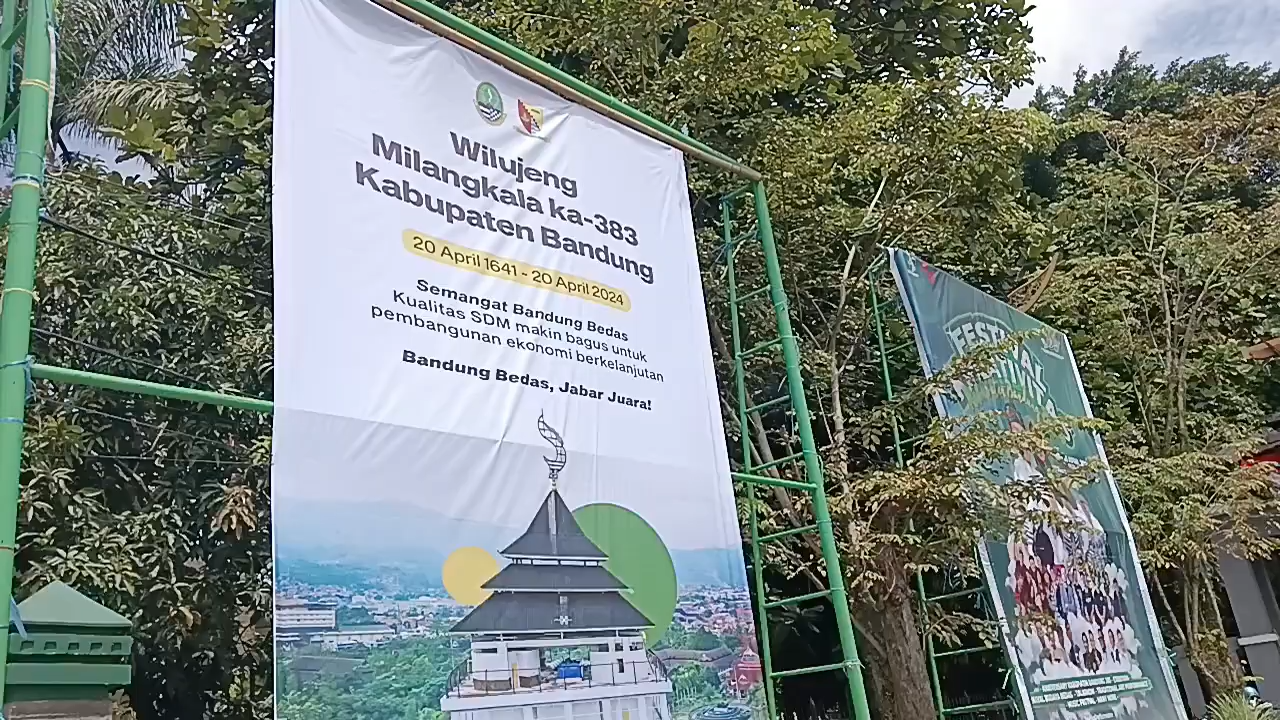 Wilujeng
Milangkala ka-383
Kabupaten Bandung
20 April 1641 - 20 April 2024
Semangat Bandung Bedas
Kualitas SDM makin bagus untuk
pembangunan ekonomi berkelanjutan
Bandung Bedas, Jabar Juara!
FESTIVAL